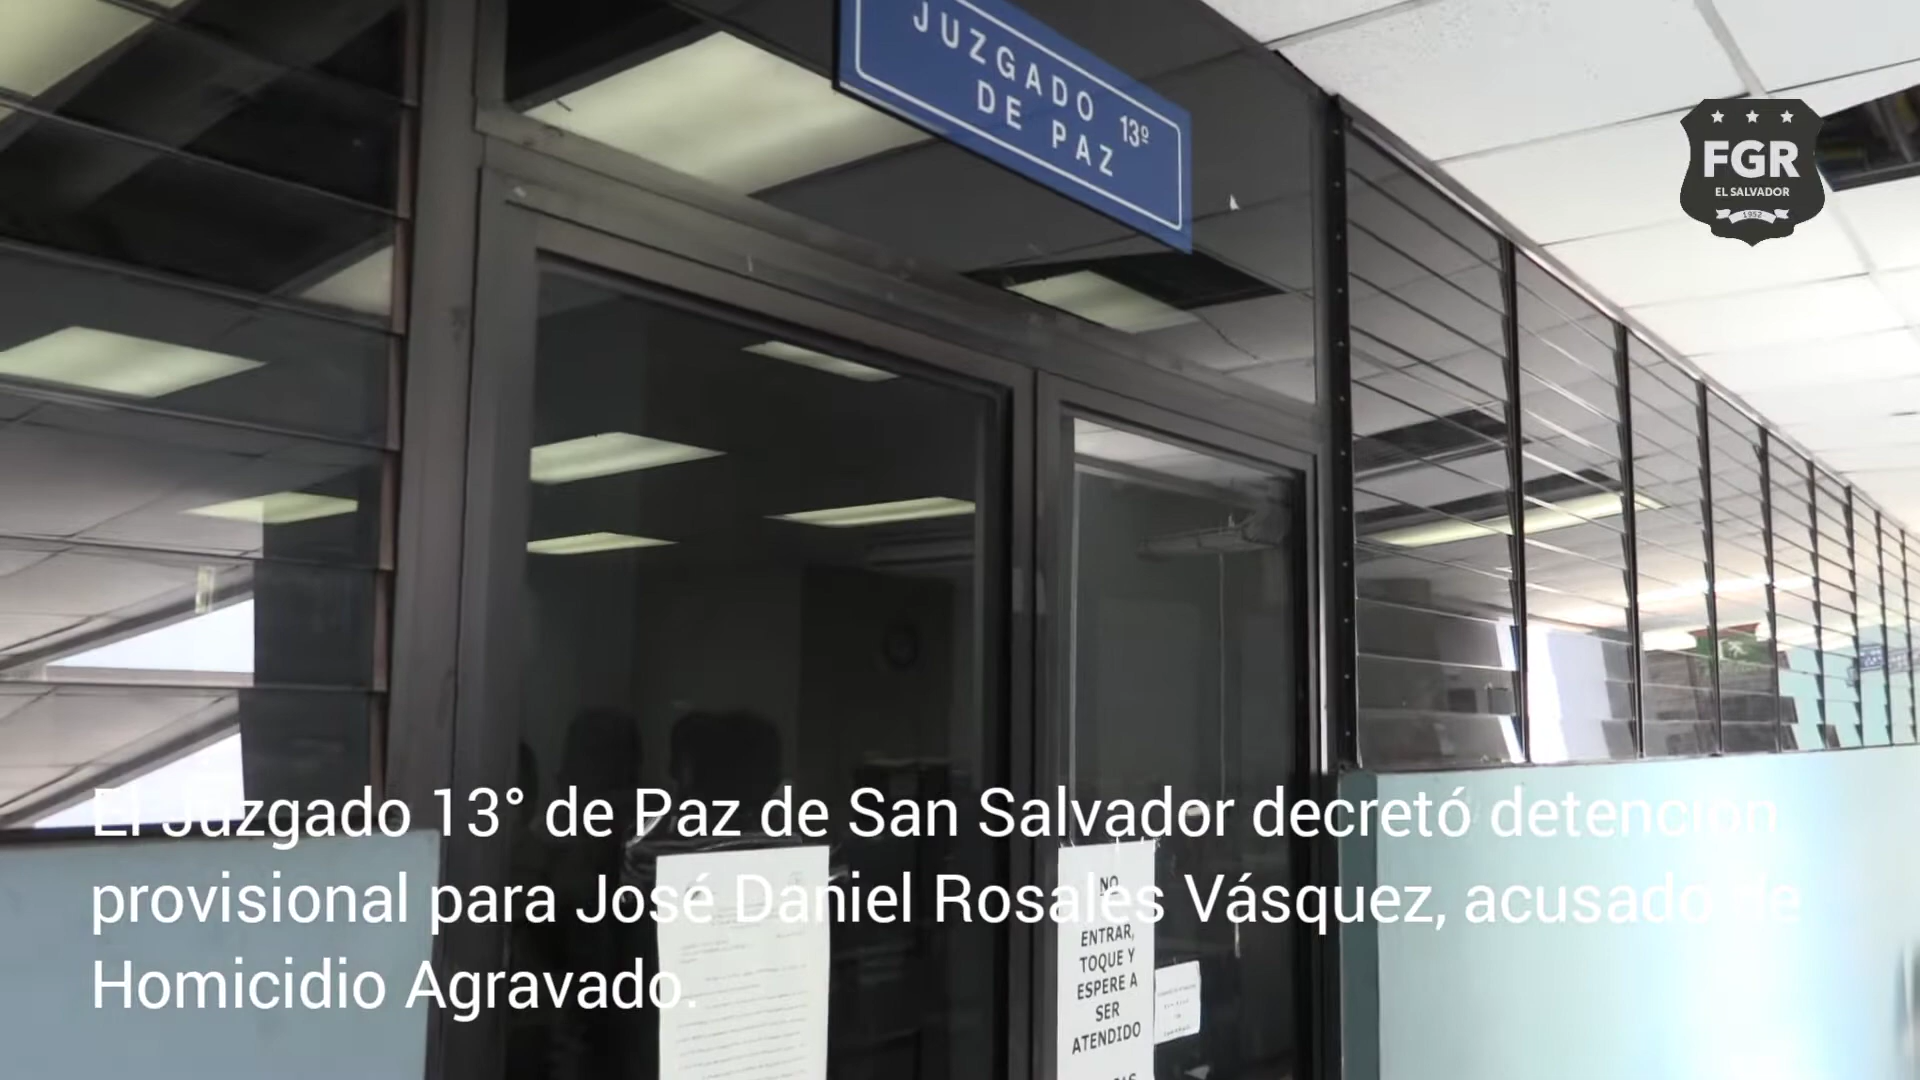 JUZGADO 13º
DE PAZ
FGR
EL SALVADOR
1952
El Juzgado 13° de Paz de San Salvador decretó detención
provisional para José Daniel Rosales Vásquez, acusado de
Homicidio Agravado.
NO
ENTRAR,
TOQUE Y
ESPERE A
SER
ATENDIDO